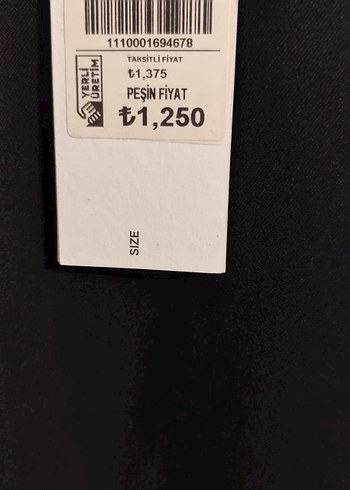 1110001694678
TAKSİTLİ FİYAT
₺1,375
PEŞİN FİYAT
₺1,250
YERLİ
ÜRETİM
SIZE